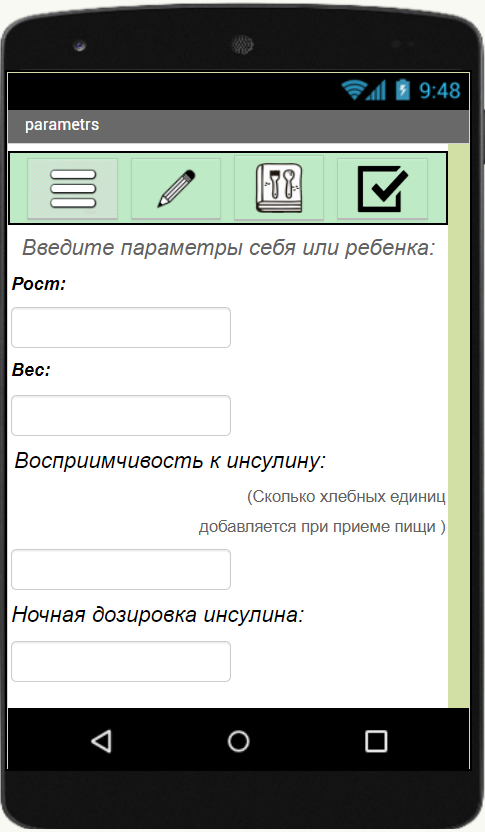 9:48
parametrs
Введите параметры себя или ребенка:
Рост:
Вес:
Восприимчивость к инсулину:
(Сколько хлебных единиц
добавляется при приеме пищи )
Ночная дозировка инсулина: